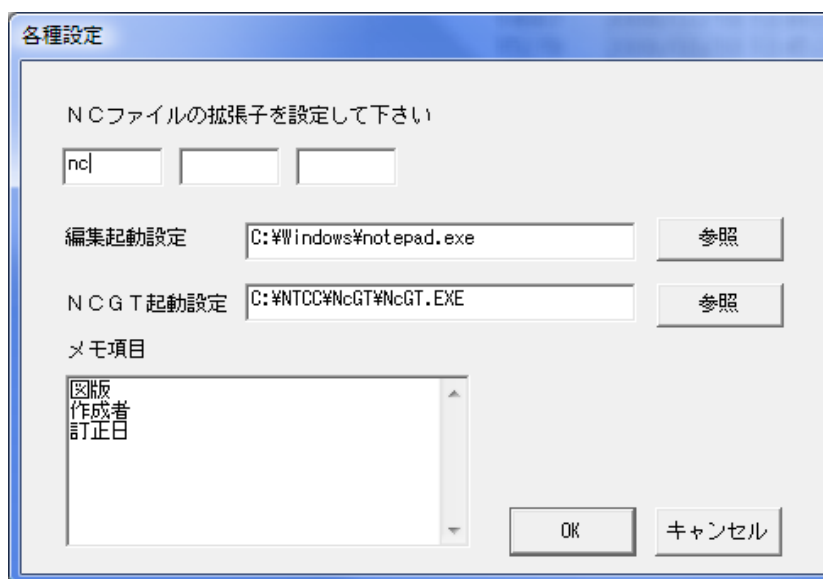 各種設定
ＮＣファイルの拡張子を設定して下さい
nc
編集起動設定 C:¥Windows¥notepad.exe 参照
ＮＣＧＴ起動設定 C:¥NTCC¥NcGT¥NcGT.EXE 参照
メモ項目
図版
作成者
訂正日
OK キャンセル